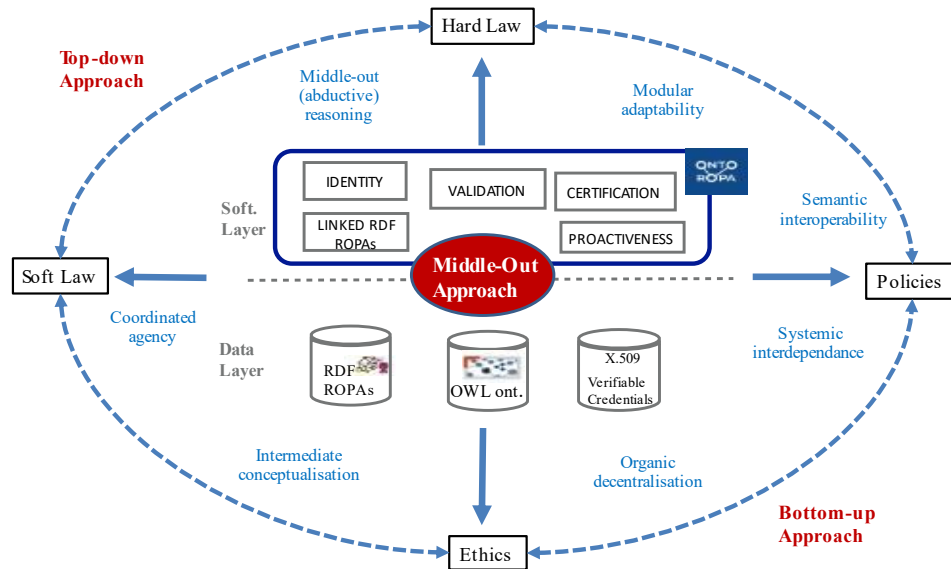 Hard Law
Top-down
Approach
Middle-out
(abductive)
reasoning
Modular
adaptability
ONTO
ROPA
IDENTITY
VALIDATION
CERTIFICATION
Soft.
Layer
LINKED RDF
ROPAs
PROACTIVENESS
Semantic
interoperability
Soft Law
Middle-Out
Approach
Policies
Coordinated
agency
Data
Layer
RDF
ROPAs
OWL ont.
X.509
Verifiable
Credentials
Systemic
interdependance
Intermediate
conceptualisation
Organic
decentralisation
Bottom-up
Approach
Ethics